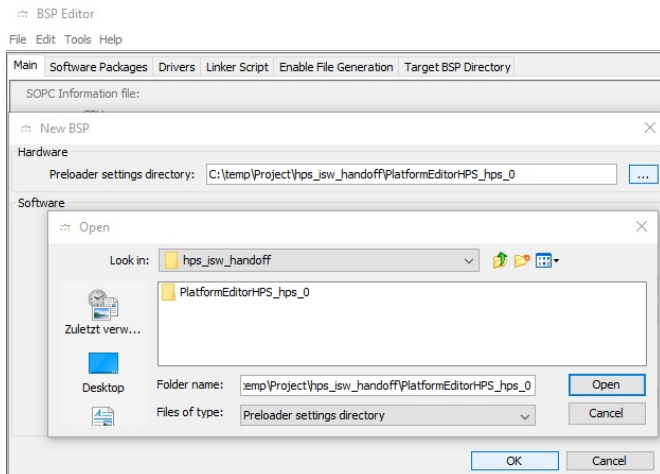 BSP Editor
File Edit Tools Help
Main Software Packages Drivers Linker Script Enable File Generation Target BSP Directory
SOPC Information file:
New BSP
Hardware
Preloader settings directory: C:\temp\Project\hps_isw_handoff\PlatformEditorHPS_hps_0 ...
Software
Open
Look in: hps_isw_handoff
PlatformEditorHPS_hps_0
Zuletzt verw...
Desktop
Folder name: :emp\Project\hps_isw_handoff\PlatformEditorHPS_hps_0 Open
Files of type: Preloader settings directory Cancel
OK Cancel